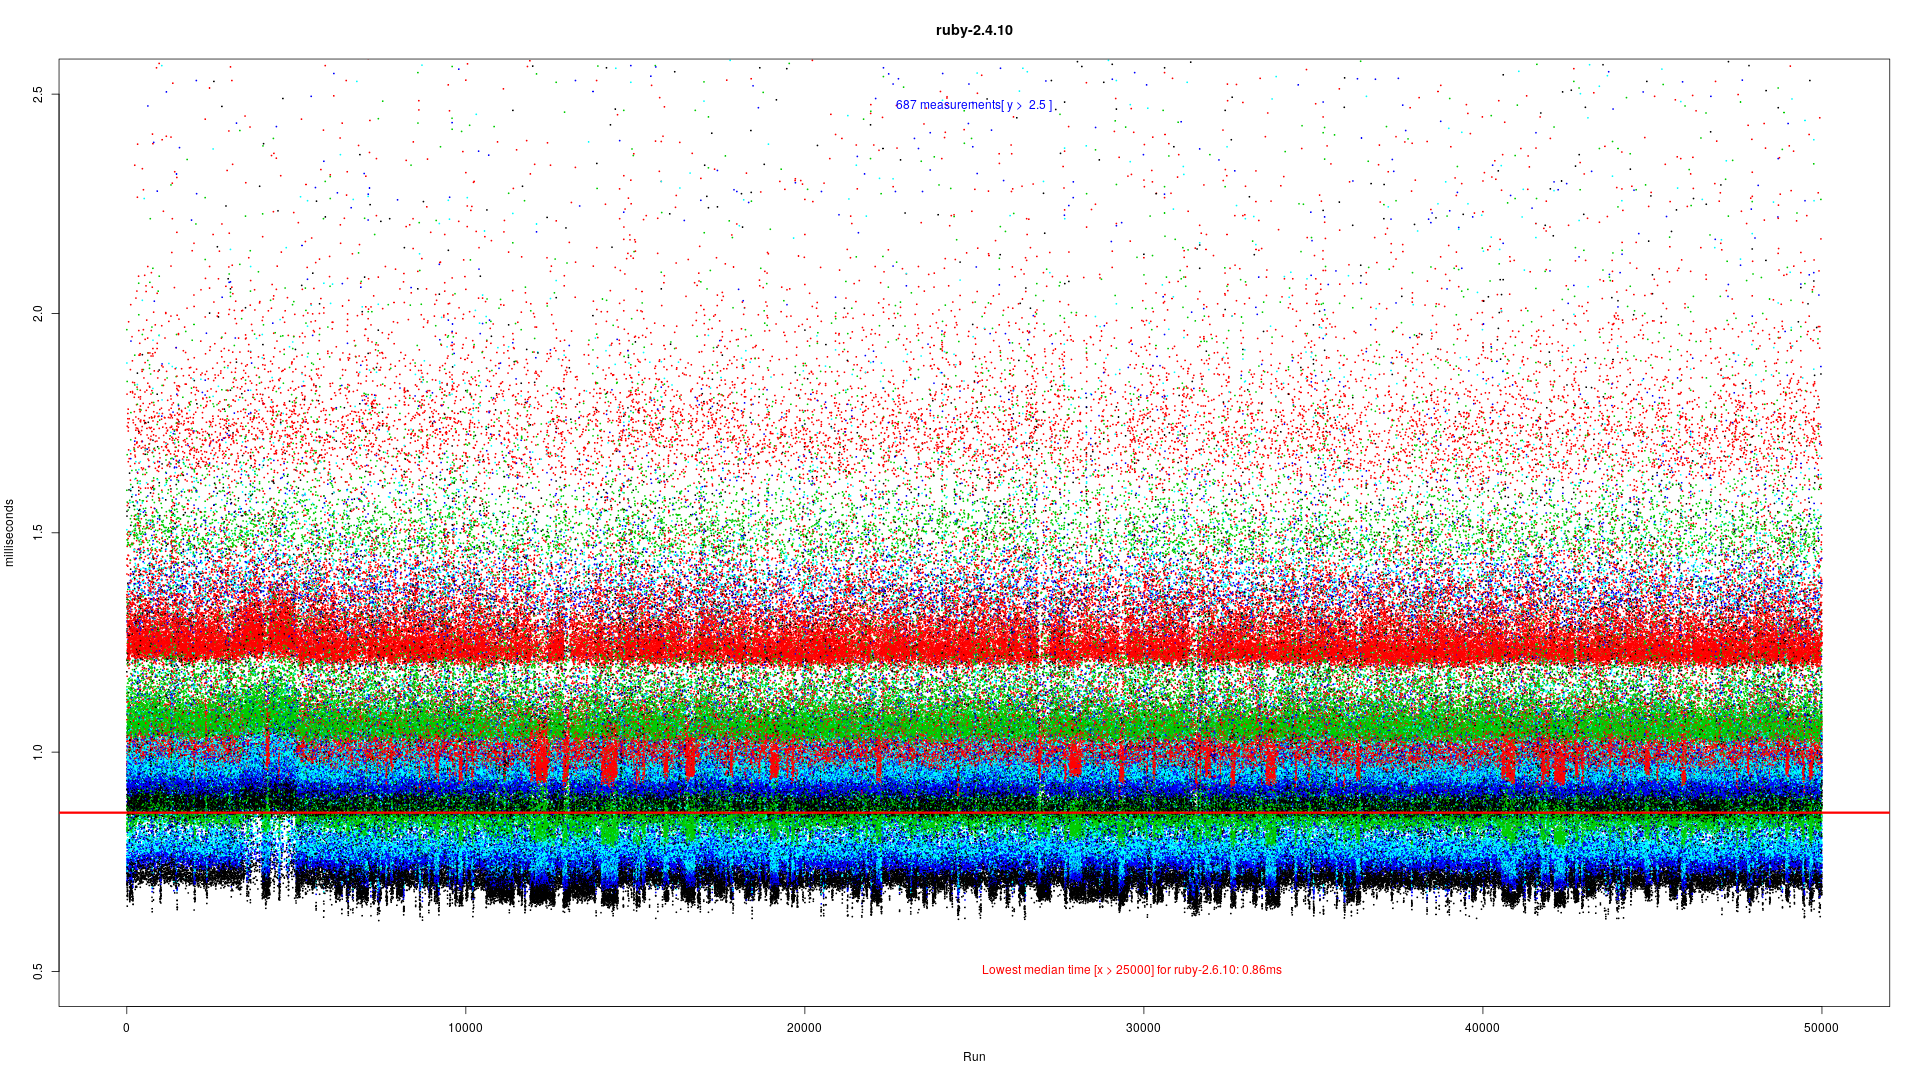 ruby-2.4.10
687 measurements[ y > 2.5 ]
milliseconds
2.5
2.0
1.5
1.0
0.5
Lowest median time [x > 25000] for ruby-2.6.10: 0.86ms
0 10000 20000 30000 40000 50000
Run